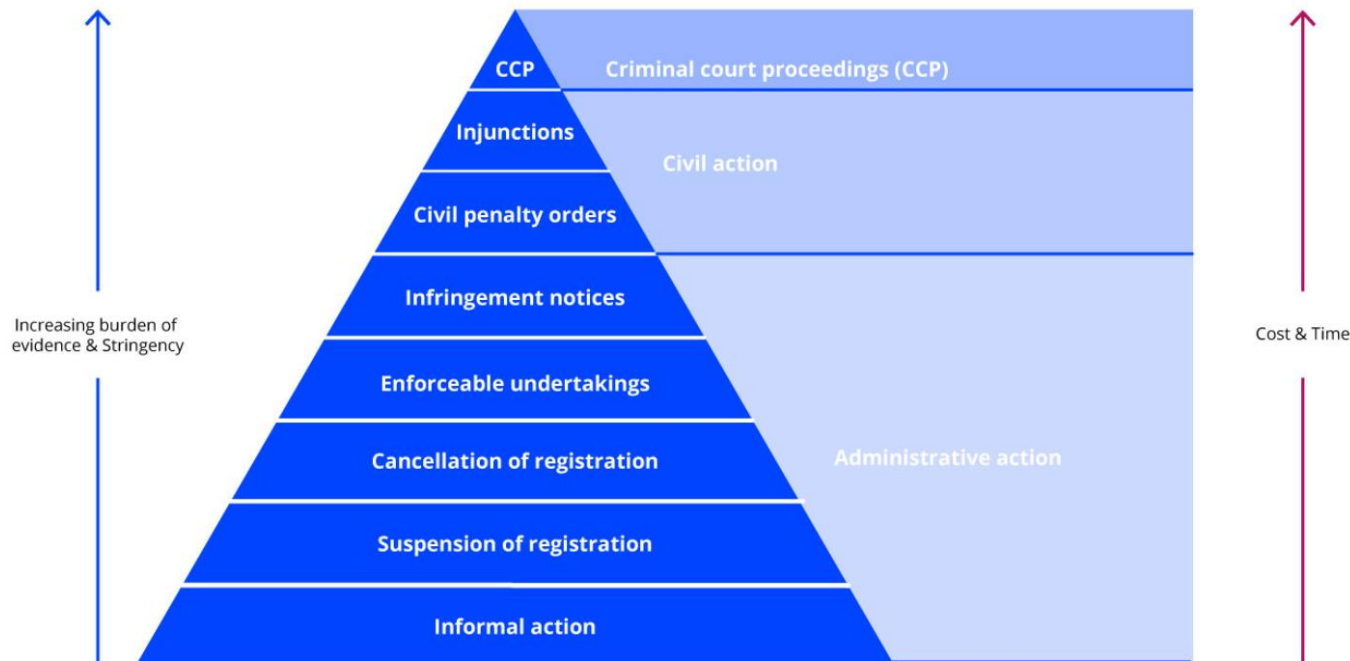 CCP
Criminal court proceedings (CCP)
Injunctions
Civil action
Civil penalty orders
Infringement notices
Increasing burden of
evidence & Stringency
Cost & Time
Enforceable undertakings
Cancellation of registration
Administrative action
Suspension of registration
Informal action